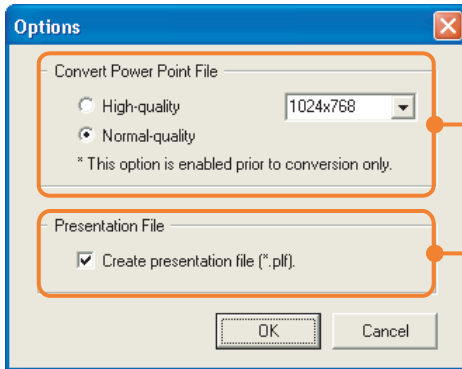 Options
Convert Power Point File
High-quality
1024x768
Normal-quality
* This option is enabled prior to conversion only.
Presentation File
Create presentation file (*.plf).
OK
Cancel